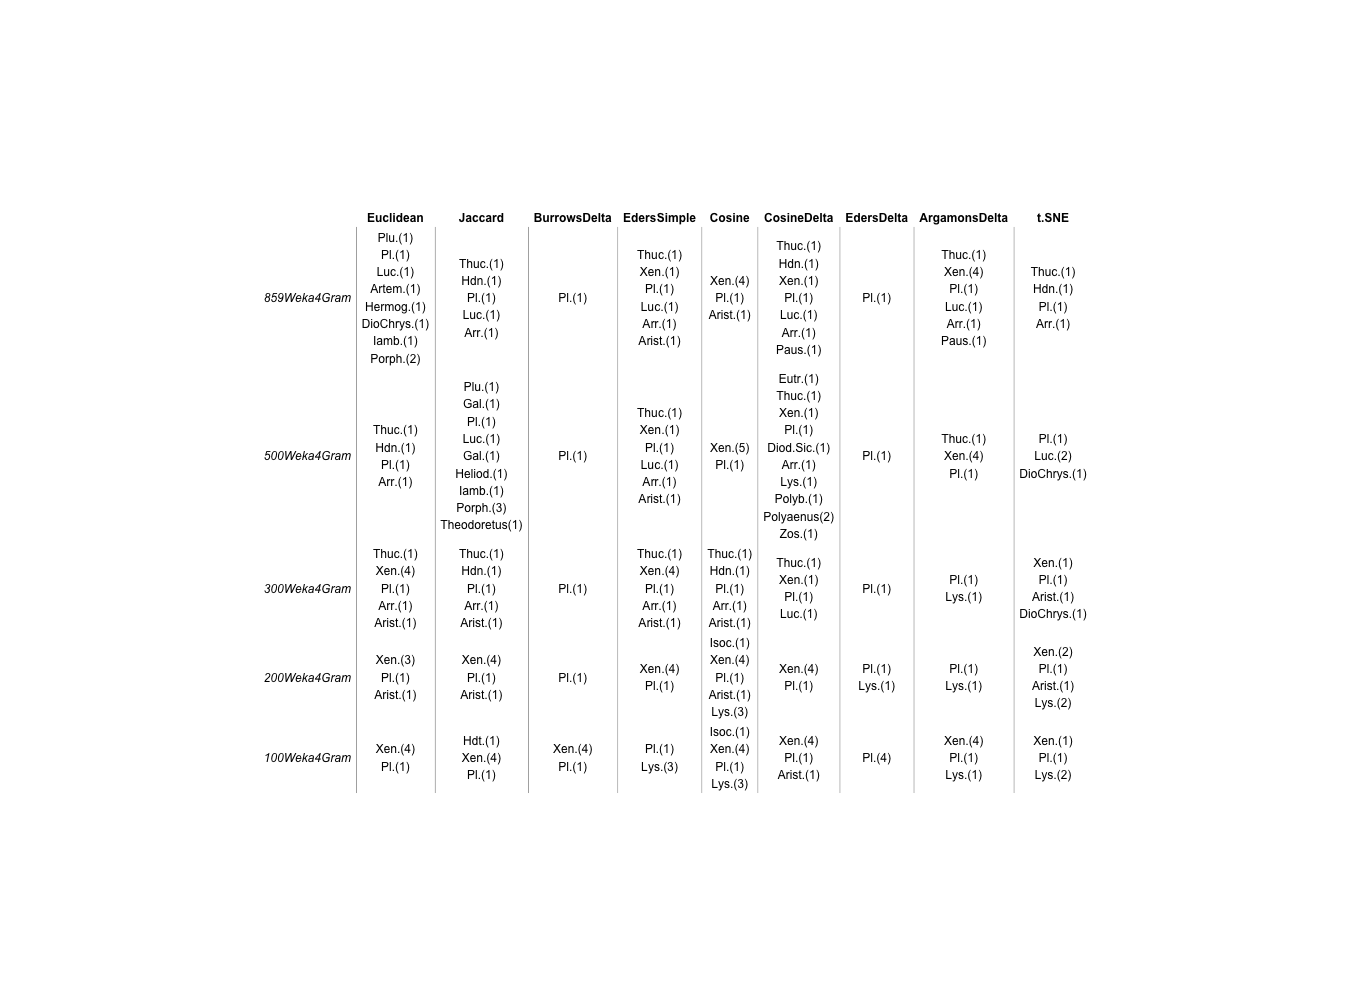 Euclidean Jaccard BurrowsDelta EdersSimple Cosine CosineDelta EdersDelta ArgamonsDelta t.SNE
859Weka4Gram
Plu.(1)
Pl.(1)
Luc.(1)
Artem.(1)
Hermog.(1)
DioChrys.(1)
Iamb.(1)
Porph.(2)
Thuc.(1)
Hdn.(1)
Pl.(1)
Luc.(1)
Arr.(1)
Pl.(1)
Thuc.(1)
Xen.(1)
Pl.(1)
Luc.(1)
Arr.(1)
Arist.(1)
Xen.(4)
Pl.(1)
Arist.(1)
Thuc.(1)
Hdn.(1)
Xen.(1)
Pl.(1)
Luc.(1)
Arr.(1)
Paus.(1)
Pl.(1)
Thuc.(1)
Xen.(4)
Pl.(1)
Luc.(1)
Arr.(1)
Paus.(1)
Thuc.(1)
Hdn.(1)
Pl.(1)
Arr.(1)
500Weka4Gram
Thuc.(1)
Hdn.(1)
Pl.(1)
Arr.(1)
Plu.(1)
Gal.(1)
Pl.(1)
Luc.(1)
Gal.(1)
Heliod.(1)
Iamb.(1)
Porph.(3)
Theodoretus(1)
Pl.(1)
Thuc.(1)
Xen.(1)
Pl.(1)
Luc.(1)
Arr.(1)
Arist.(1)
Xen.(5)
Pl.(1)
Eutr.(1)
Thuc.(1)
Xen.(1)
Pl.(1)
Diod.Sic.(1)
Arr.(1)
Lys.(1)
Polyb.(1)
Polyaenus(2)
Zos.(1)
Pl.(1)
Thuc.(1)
Xen.(4)
Pl.(1)
Pl.(1)
Luc.(2)
DioChrys.(1)
300Weka4Gram
Thuc.(1)
Xen.(4)
Pl.(1)
Arr.(1)
Arist.(1)
Thuc.(1)
Hdn.(1)
Pl.(1)
Arr.(1)
Arist.(1)
Pl.(1)
Thuc.(1)
Xen.(4)
Pl.(1)
Arr.(1)
Arist.(1)
Thuc.(1)
Hdn.(1)
Pl.(1)
Arr.(1)
Arist.(1)
Thuc.(1)
Xen.(1)
Pl.(1)
Luc.(1)
Pl.(1)
Pl.(1)
Lys.(1)
Xen.(1)
Pl.(1)
Arist.(1)
DioChrys.(1)
200Weka4Gram
Xen.(3)
Pl.(1)
Arist.(1)
Xen.(4)
Pl.(1)
Arist.(1)
Pl.(1)
Xen.(4)
Pl.(1)
Isoc.(1)
Xen.(4)
Pl.(1)
Arist.(1)
Lys.(3)
Xen.(4)
Pl.(1)
Pl.(1)
Lys.(1)
Pl.(1)
Lys.(1)
Xen.(2)
Pl.(1)
Arist.(1)
Lys.(2)
100Weka4Gram
Xen.(4)
Pl.(1)
Hdt.(1)
Xen.(4)
Pl.(1)
Xen.(4)
Pl.(1)
Pl.(1)
Lys.(3)
Isoc.(1)
Xen.(4)
Pl.(1)
Lys.(3)
Xen.(4)
Pl.(1)
Arist.(1)
Pl.(4)
Xen.(4)
Pl.(1)
Lys.(1)
Xen.(1)
Pl.(1)
Lys.(2)